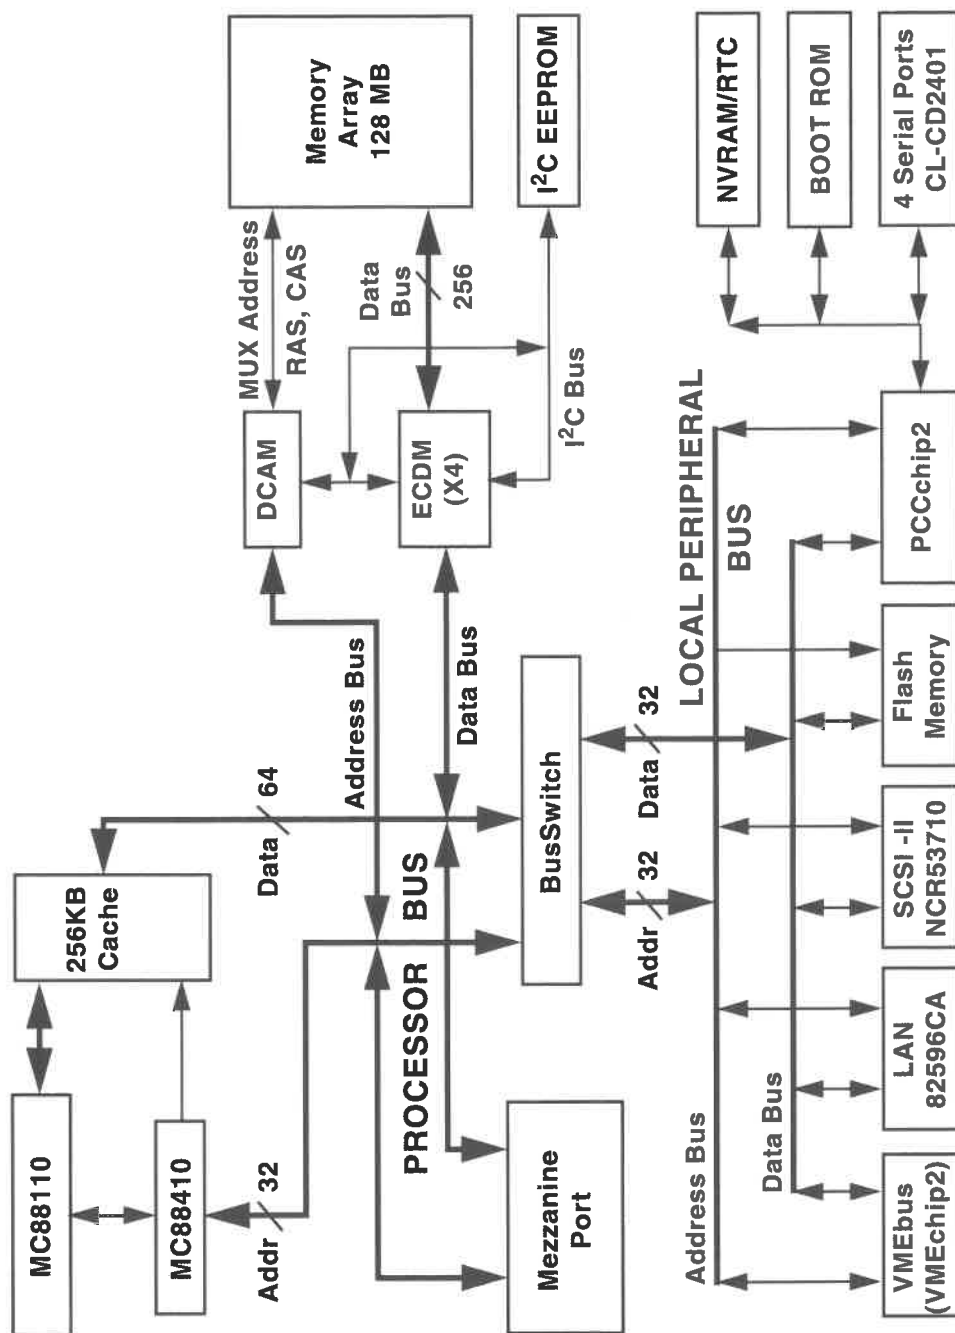 MC88110
MC88410
256KB
Cache
Addr
32
Data
64
PROCESSOR BUS
Mezzanine
Port
BusSwitch
Address Bus
Data Bus
DCAM
ECDM
(X4)
MUX Address
RAS, CAS
Data
Bus
256
Memory
Array
128 MB
I²C EEPROM
I²C Bus
Addr
32
Data
32
LOCAL PERIPHERAL
BUS
Address Bus
Data Bus
VMEbus
(VMEchip2)
LAN
82596CA
SCSI -II
NCR53710
Flash
Memory
PCCchip2
NVRAM/RTC
BOOT ROM
4 Serial Ports
CL-CD2401